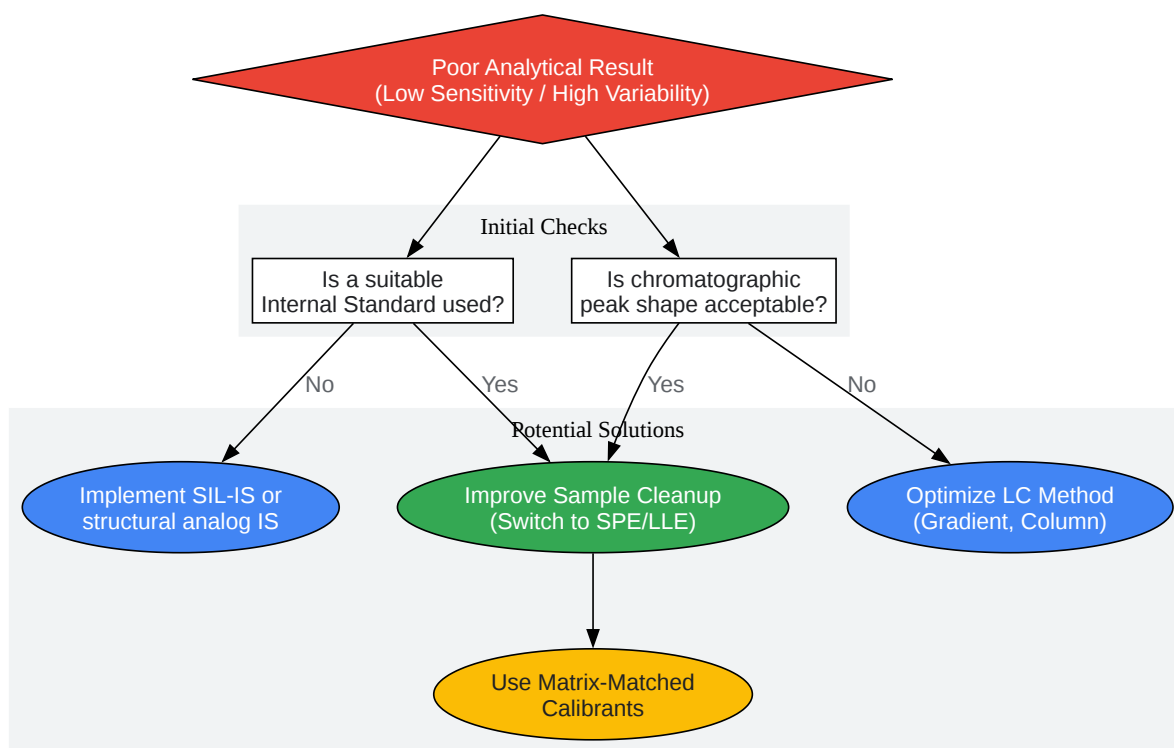 Poor Analytical Result
(Low Sensitivity / High Variability)
Initial Checks
Is a suitable
Internal Standard used?
Is chromatographic
peak shape acceptable?
No
Yes
Yes
No
Potential Solutions
Implement SIL-IS or
structural analog IS
Improve Sample Cleanup
(Switch to SPE/LLE)
Optimize LC Method
(Gradient, Column)
Use Matrix-Matched
Calibrants